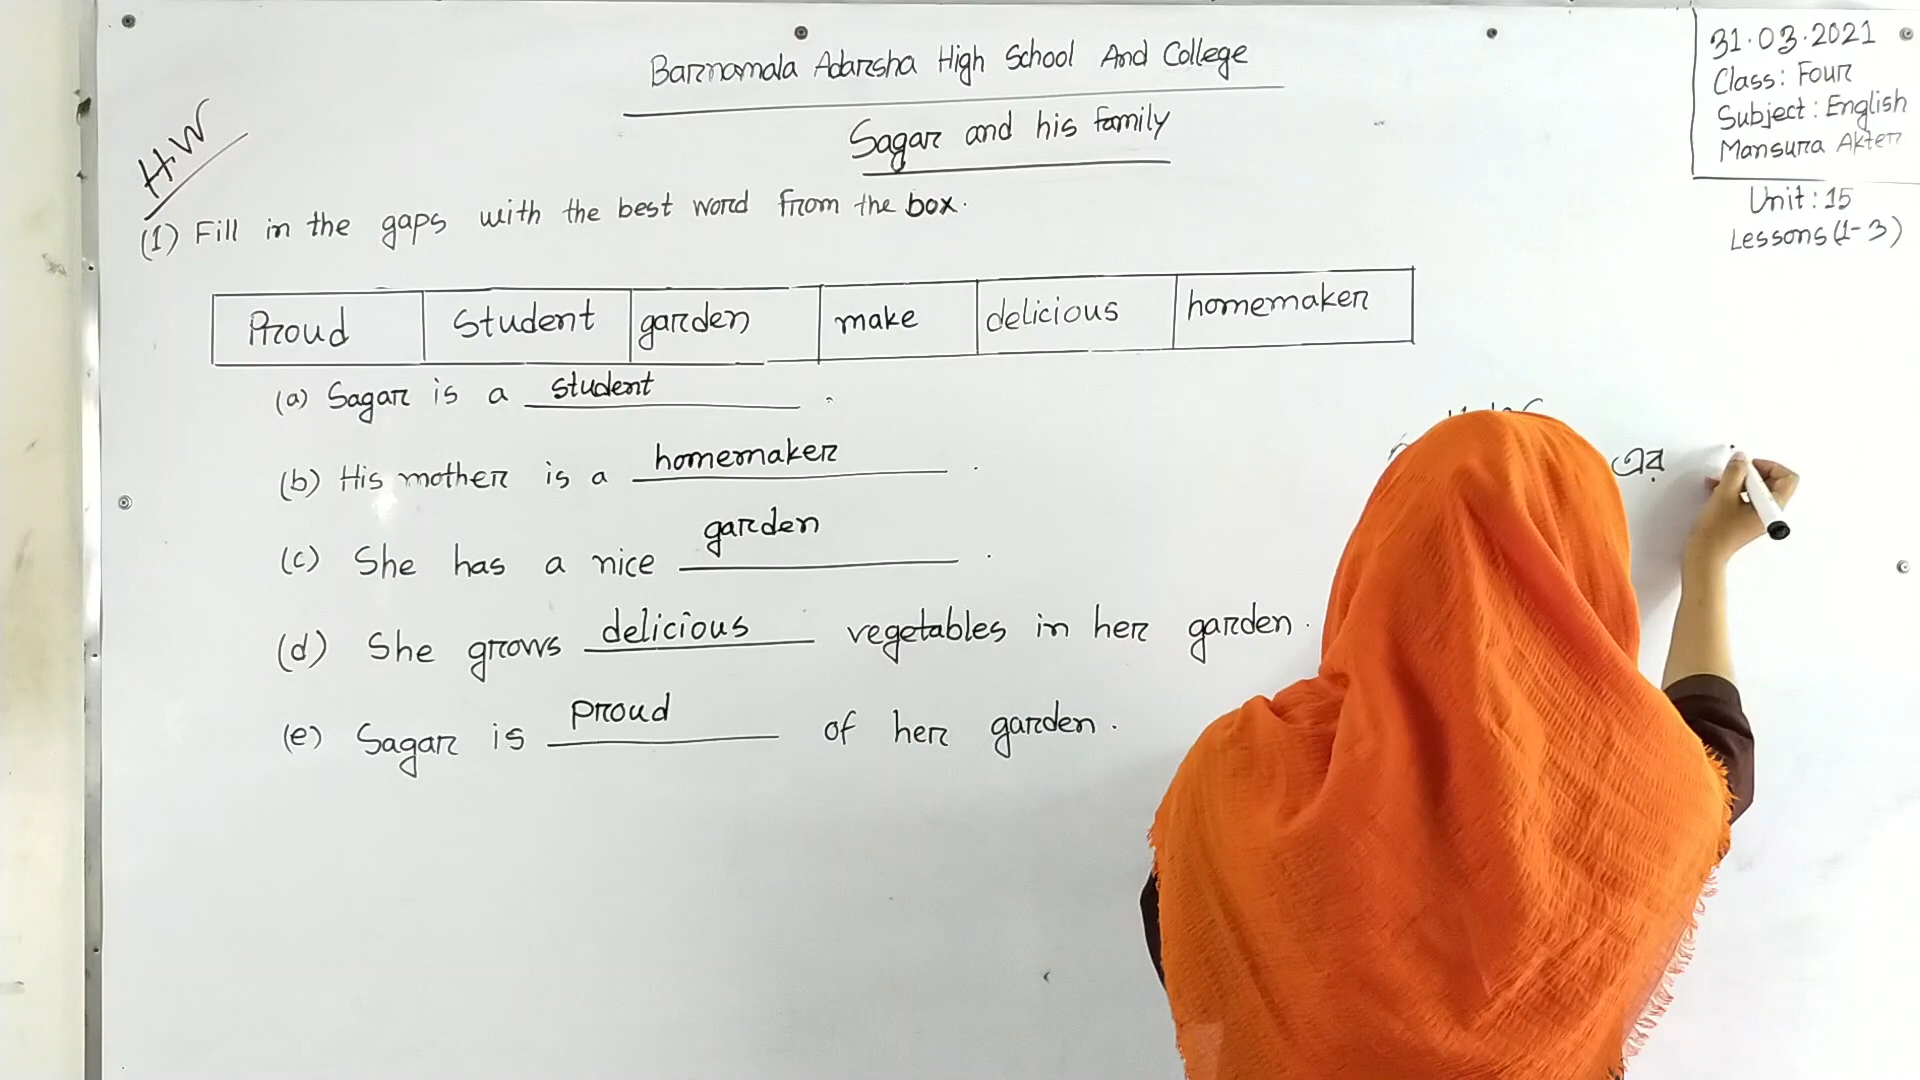 Barnamala Adarsha High School And College
Sagar and his family
31.03.2021
Class: Four
Subject: English
Mansura Akter
Unit: 15
Lessons (1-3)
H.W
(1) Fill in the gaps with the best word from the box.
Proud Student garden make delicious homemaker
(a) Sagar is a student.
(b) His mother is a homemaker.
(c) She has a nice garden.
(d) She grows delicious vegetables in her garden.
(e) Sagar is proud of her garden.
এর